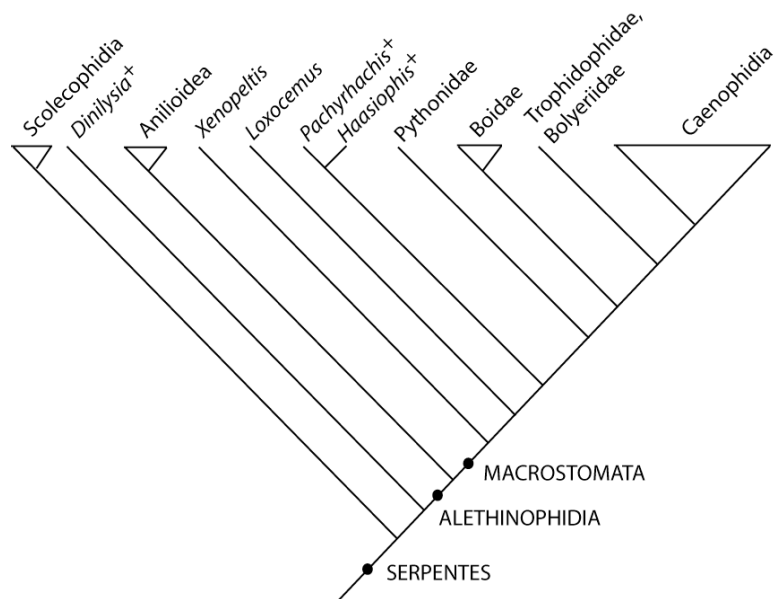 Scolecophidia
Dinilysia+
Anilioidea
Xenopeltis
Loxocemus
Pachyrhachis+
Haasiophis+
Pythonidae
Boidae
Trophidophidae,
Bolyeriidae
Caenophidia
MACROSTOMATA
ALETHINOPHIDIA
SERPENTES